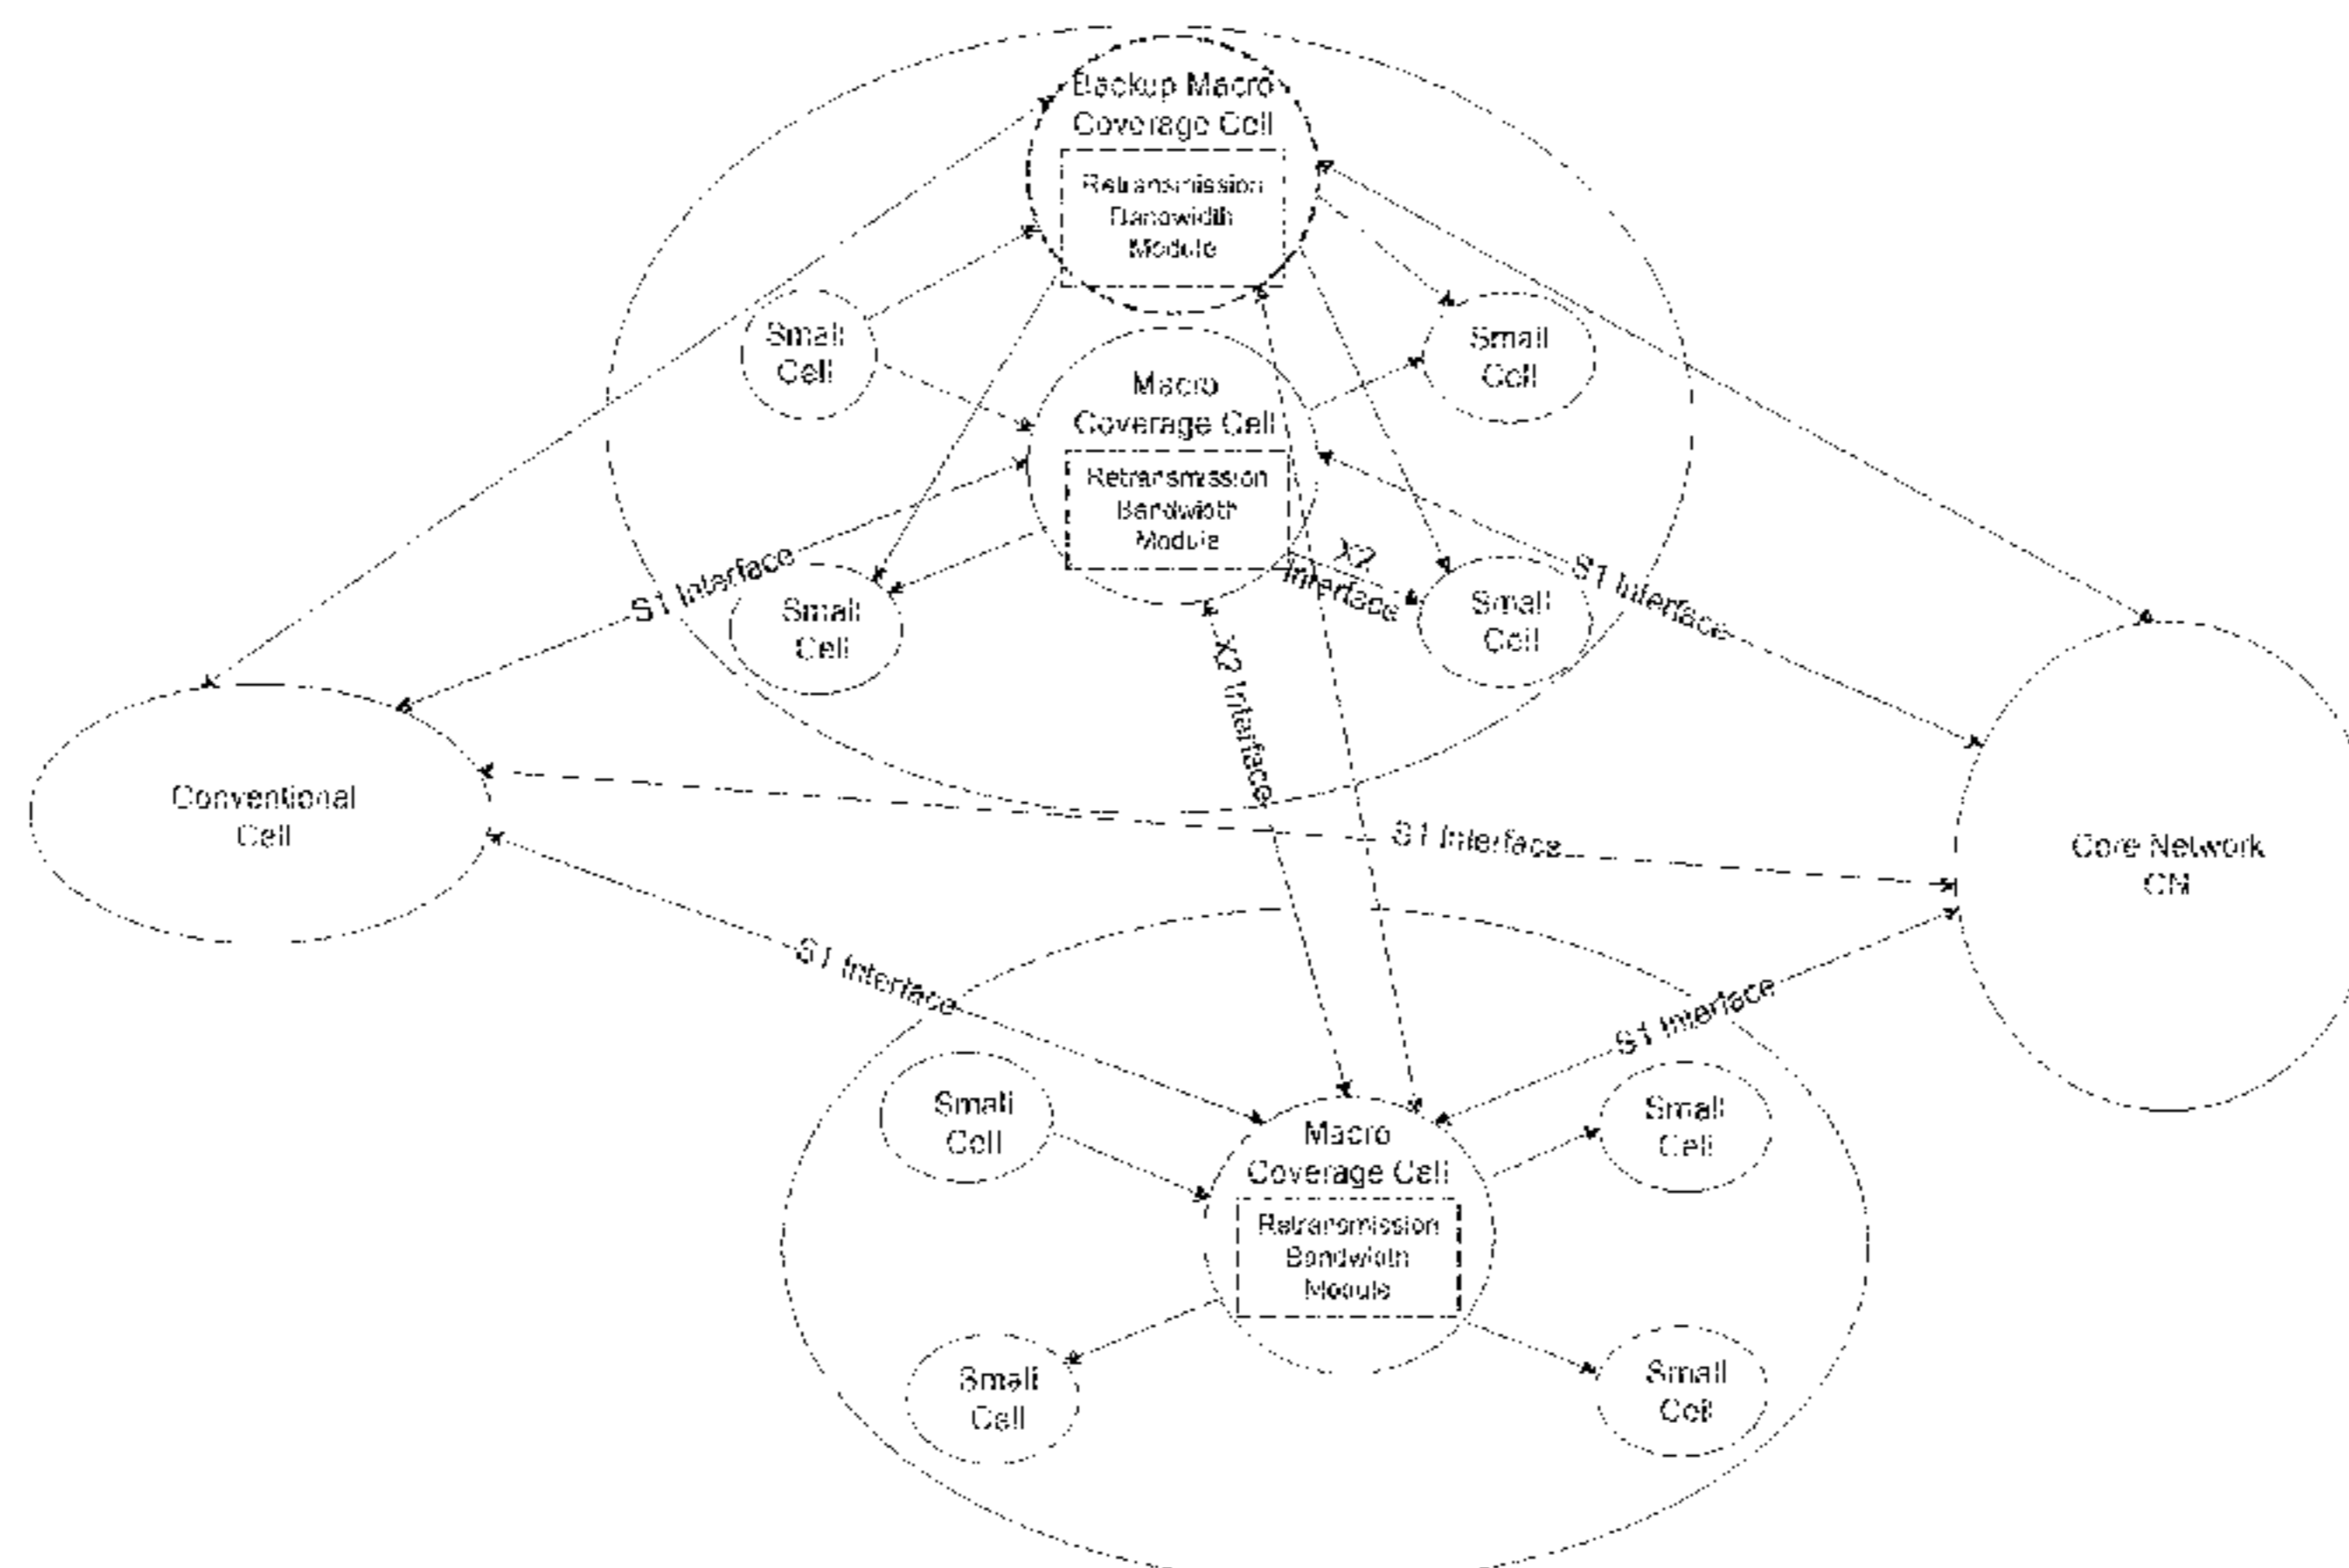 Backup Macro
Coverage Cell
Retransmission
Bandwidth
Module
Small
Cell
Small
Cell
Macro
Coverage Cell
Retransmission
Bandwidth
Module
X2
Interface
S1 Interface
S1 Interface
Small
Cell
Small
Cell
X2 Interface
Conventional
Cell
S1 Interface
Core Network
CN
S1 Interface
S1 Interface
Small
Cell
Small
Cell
Macro
Coverage Cell
Retransmission
Bandwidth
Module
Small
Cell
Small
Cell